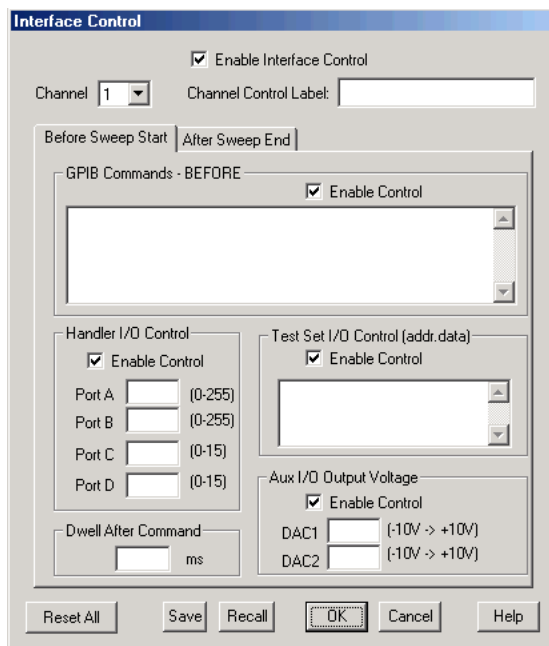 Interface Control
Enable Interface Control
Channel 1 Channel Control Label:
Before Sweep Start After Sweep End
GPIB Commands - BEFORE
Enable Control
Handler I/O Control
Enable Control
Port A (0-255)
Port B (0-255)
Port C (0-15)
Port D (0-15)
Test Set I/O Control (addr.data)
Enable Control
Aux I/O Output Voltage
Enable Control
DAC1 (-10V -> +10V)
DAC2 (-10V -> +10V)
Dwell After Command
ms
Reset All Save Recall OK Cancel Help